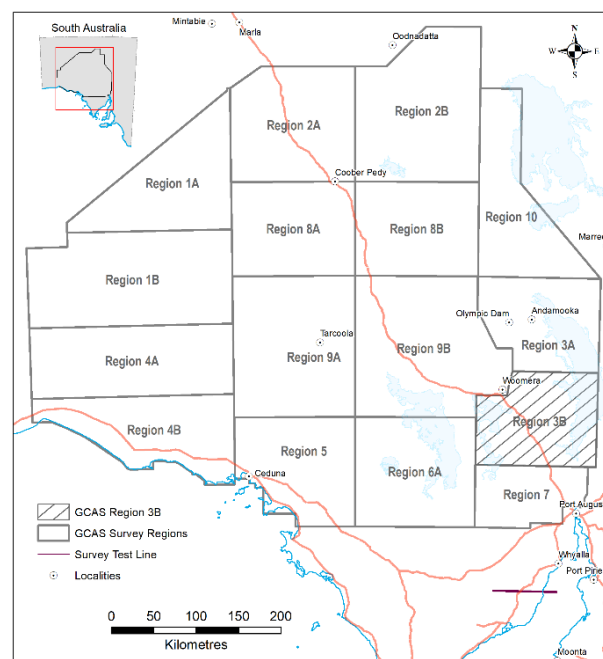 South Australia
Mintabie
Marla
Oodnadatta
N
W E
S
Region 2A
Region 2B
Coober Pedy
Region 1A
Region 10
Region 8A
Region 8B
Marree
Region 1B
Olympic Dam
Andamooka
Tarcoola
Region 9A
Region 9B
Region 3A
Region 4A
Woomera
Region 3B
Region 4B
Region 5
Region 6A
Ceduna
Region 7
Port August
GCAS Region 3B
GCAS Survey Regions
Survey Test Line
Localities
Whyalla
Port Pirie
0 50 100 150 200
Kilometres
Moonta